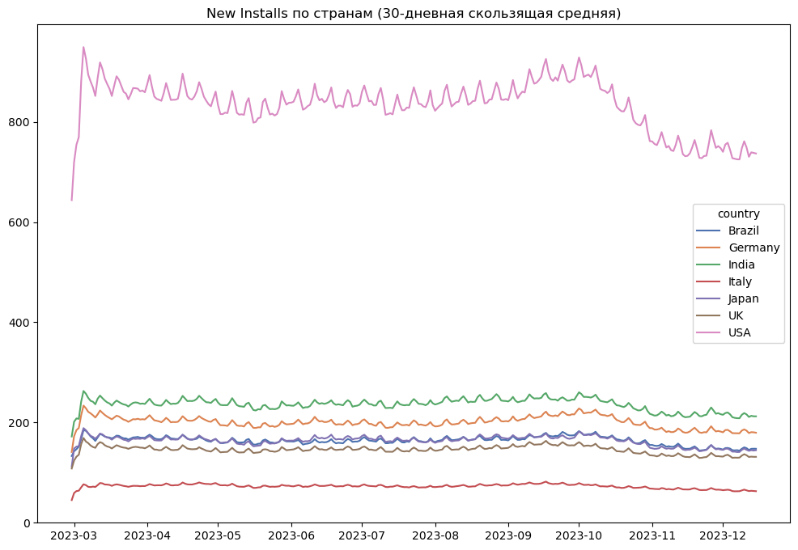 New Installs по странам (30-дневная скользящая средняя)
800
600
400
200
0
country
Brazil
Germany
India
Italy
Japan
UK
USA
2023-03 2023-04 2023-05 2023-06 2023-07 2023-08 2023-09 2023-10 2023-11 2023-12